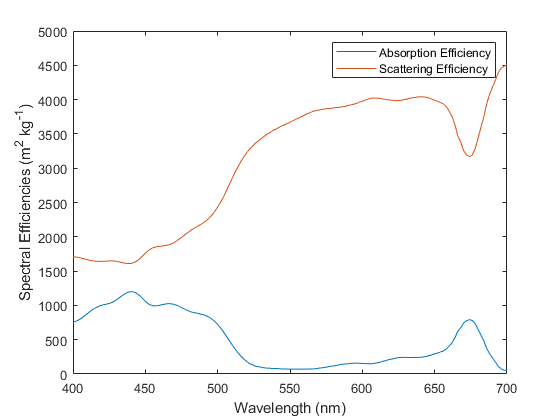 5000
4500
4000
3500
3000
2500
2000
1500
1000
500
0
Spectral Efficiencies (m² kg⁻¹)
Absorption Efficiency
Scattering Efficiency
400 450 500 550 600 650 700
Wavelength (nm)